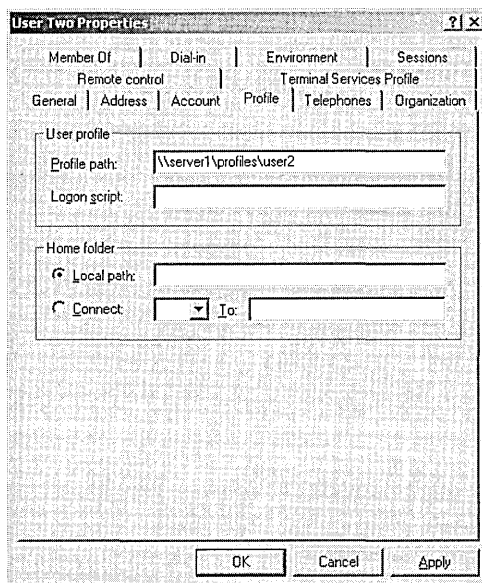 User Two Properties
? X
Member Of Dial-in Environment Sessions
Remote control Terminal Services Profile
General Address Account Profile Telephones Organization
User profile
Profile path: \\server1\profiles\user2
Logon script:
Home folder
Local path:
Connect: To:
OK Cancel Apply